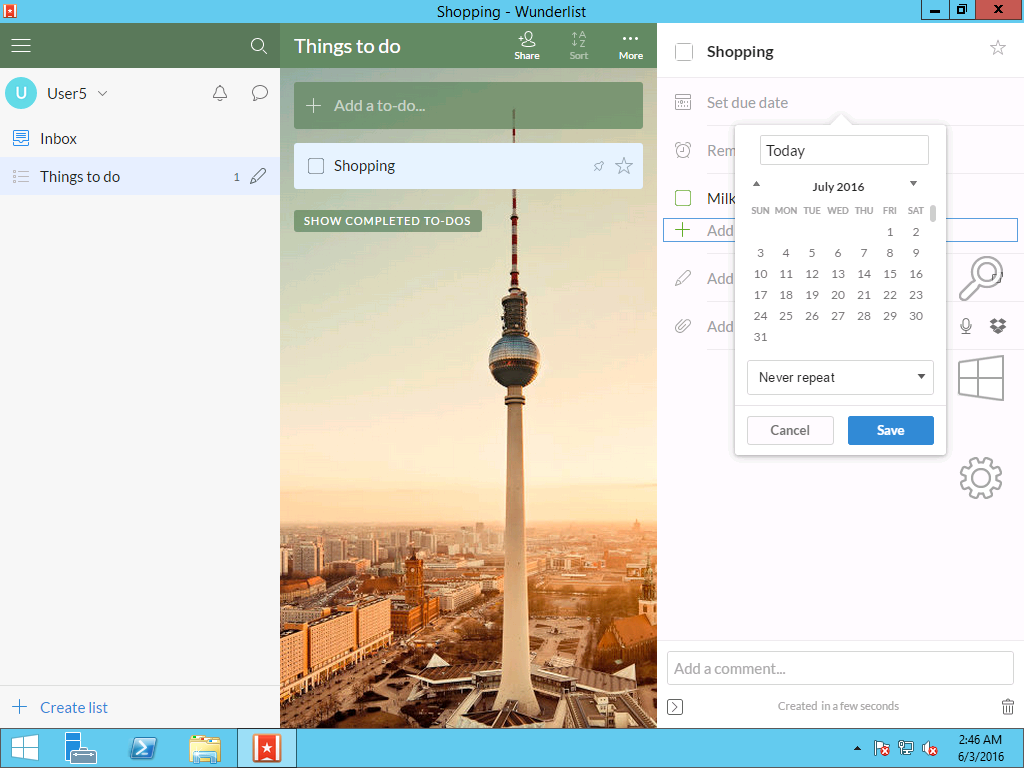 Shopping - Wunderlist
Things to do
Share
Sort
More
Shopping
U
User5
Inbox
Things to do
1
Add a to-do...
Shopping
SHOW COMPLETED TO-DOS
Set due date
Rem
Milk
Add
Add
Add
Today
July 2016
SUN MON TUE WED THU FRI SAT
1 2
3 4 5 6 7 8 9
10 11 12 13 14 15 16
17 18 19 20 21 22 23
24 25 26 27 28 29 30
31
Never repeat
Cancel
Save
Add a comment...
Created in a few seconds
Create list
2:46 AM
6/3/2016